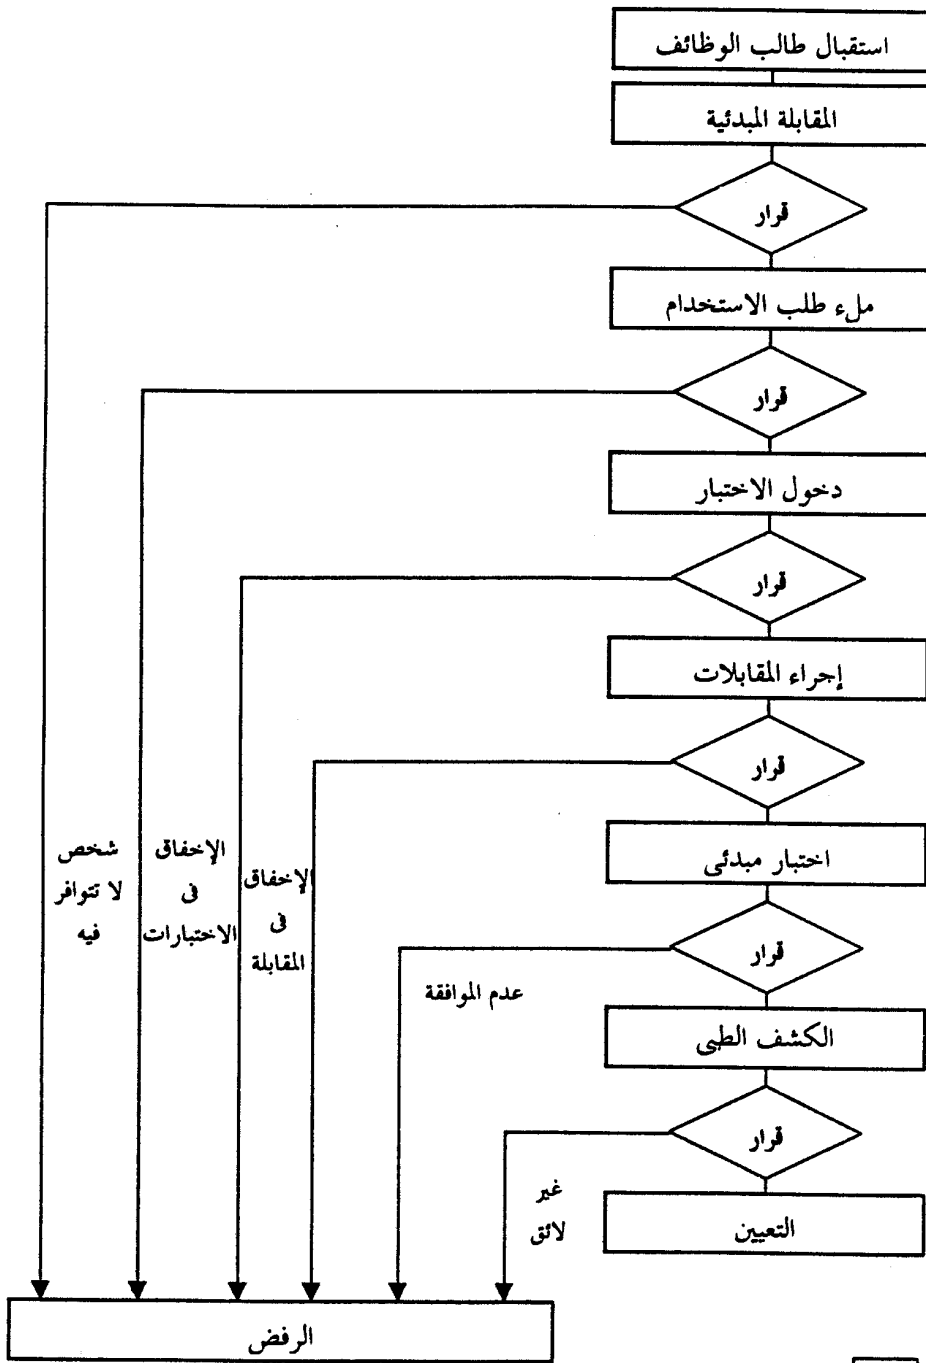 استقبال طالب الوظائف
المقابلة المبدئية
قرار
ملء طلب الاستخدام
قرار
دخول الاختبار
قرار
إجراء المقابلات
قرار
اختبار مبدئى
قرار
الكشف الطبى
قرار
التعيين
غير
لائق
عدم الموافقة
الإخفاق
فى
المقابلة
الإخفاق
فى
الاختبارات
شخص
لا تتوافر
فيه
الرفض